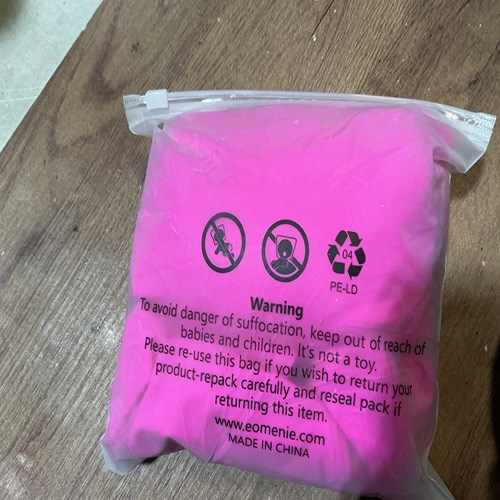 04
PE-LD
Warning
To avoid danger of suffocation, keep out of reach of
babies and children. It's not a toy.
Please re-use this bag if you wish to return your
product-repack carefully and reseal pack if
returning this item.
www.eomenie.com
MADE IN CHINA